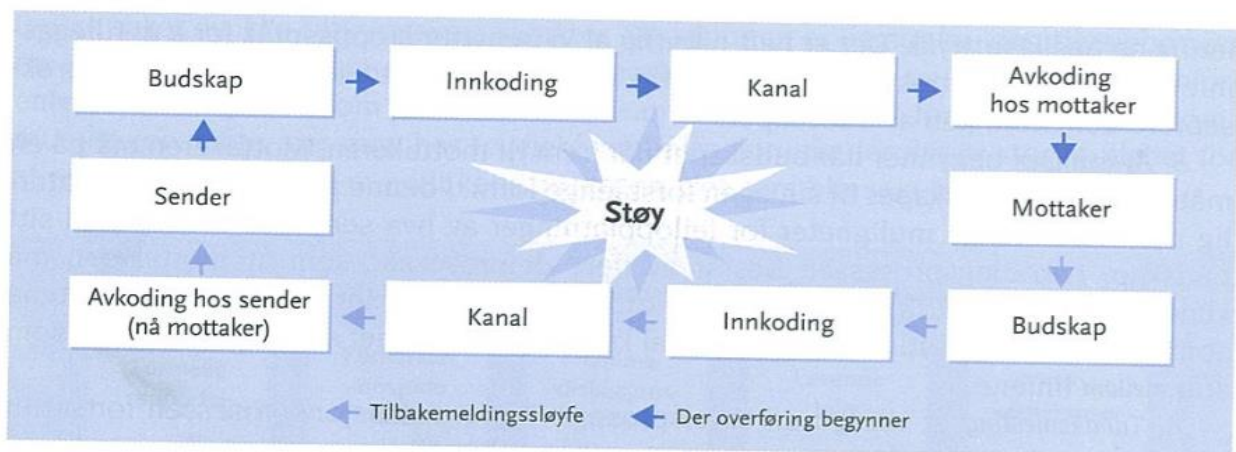 Budskap
Innkoding
Kanal
Avkoding
hos mottaker
Sender
Støy
Mottaker
Avkoding hos sender
(nå mottaker)
Kanal
Innkoding
Budskap
Tilbakemeldingssløyfe
Der overføring begynner